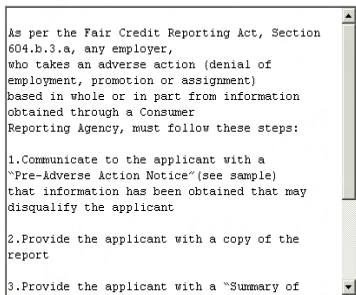 As per the Fair Credit Reporting Act, Section
604.b.3.a, any employer,
who takes an adverse action (denial of
employment, promotion or assignment)
based in whole or in part from information
obtained through a Consumer
Reporting Agency, must follow these steps:
1.Communicate to the applicant with a
“Pre-Adverse Action Notice”(see sample)
that information has been obtained that may
disqualify the applicant
2.Provide the applicant with a copy of the
report
3.Provide the applicant with a “Summary of